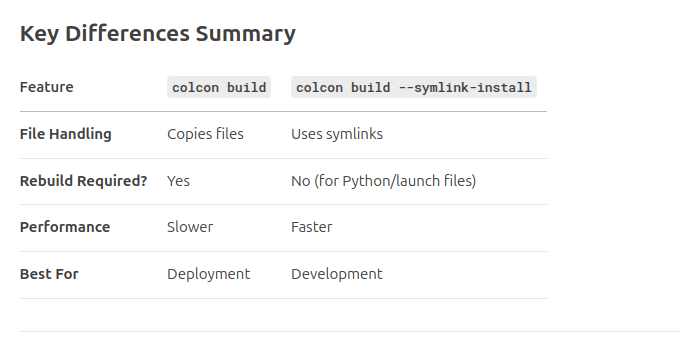 Key Differences Summary
Feature colcon build colcon build --symlink-install
File Handling Copies files Uses symlinks
Rebuild Required? Yes No (for Python/launch files)
Performance Slower Faster
Best For Deployment Development